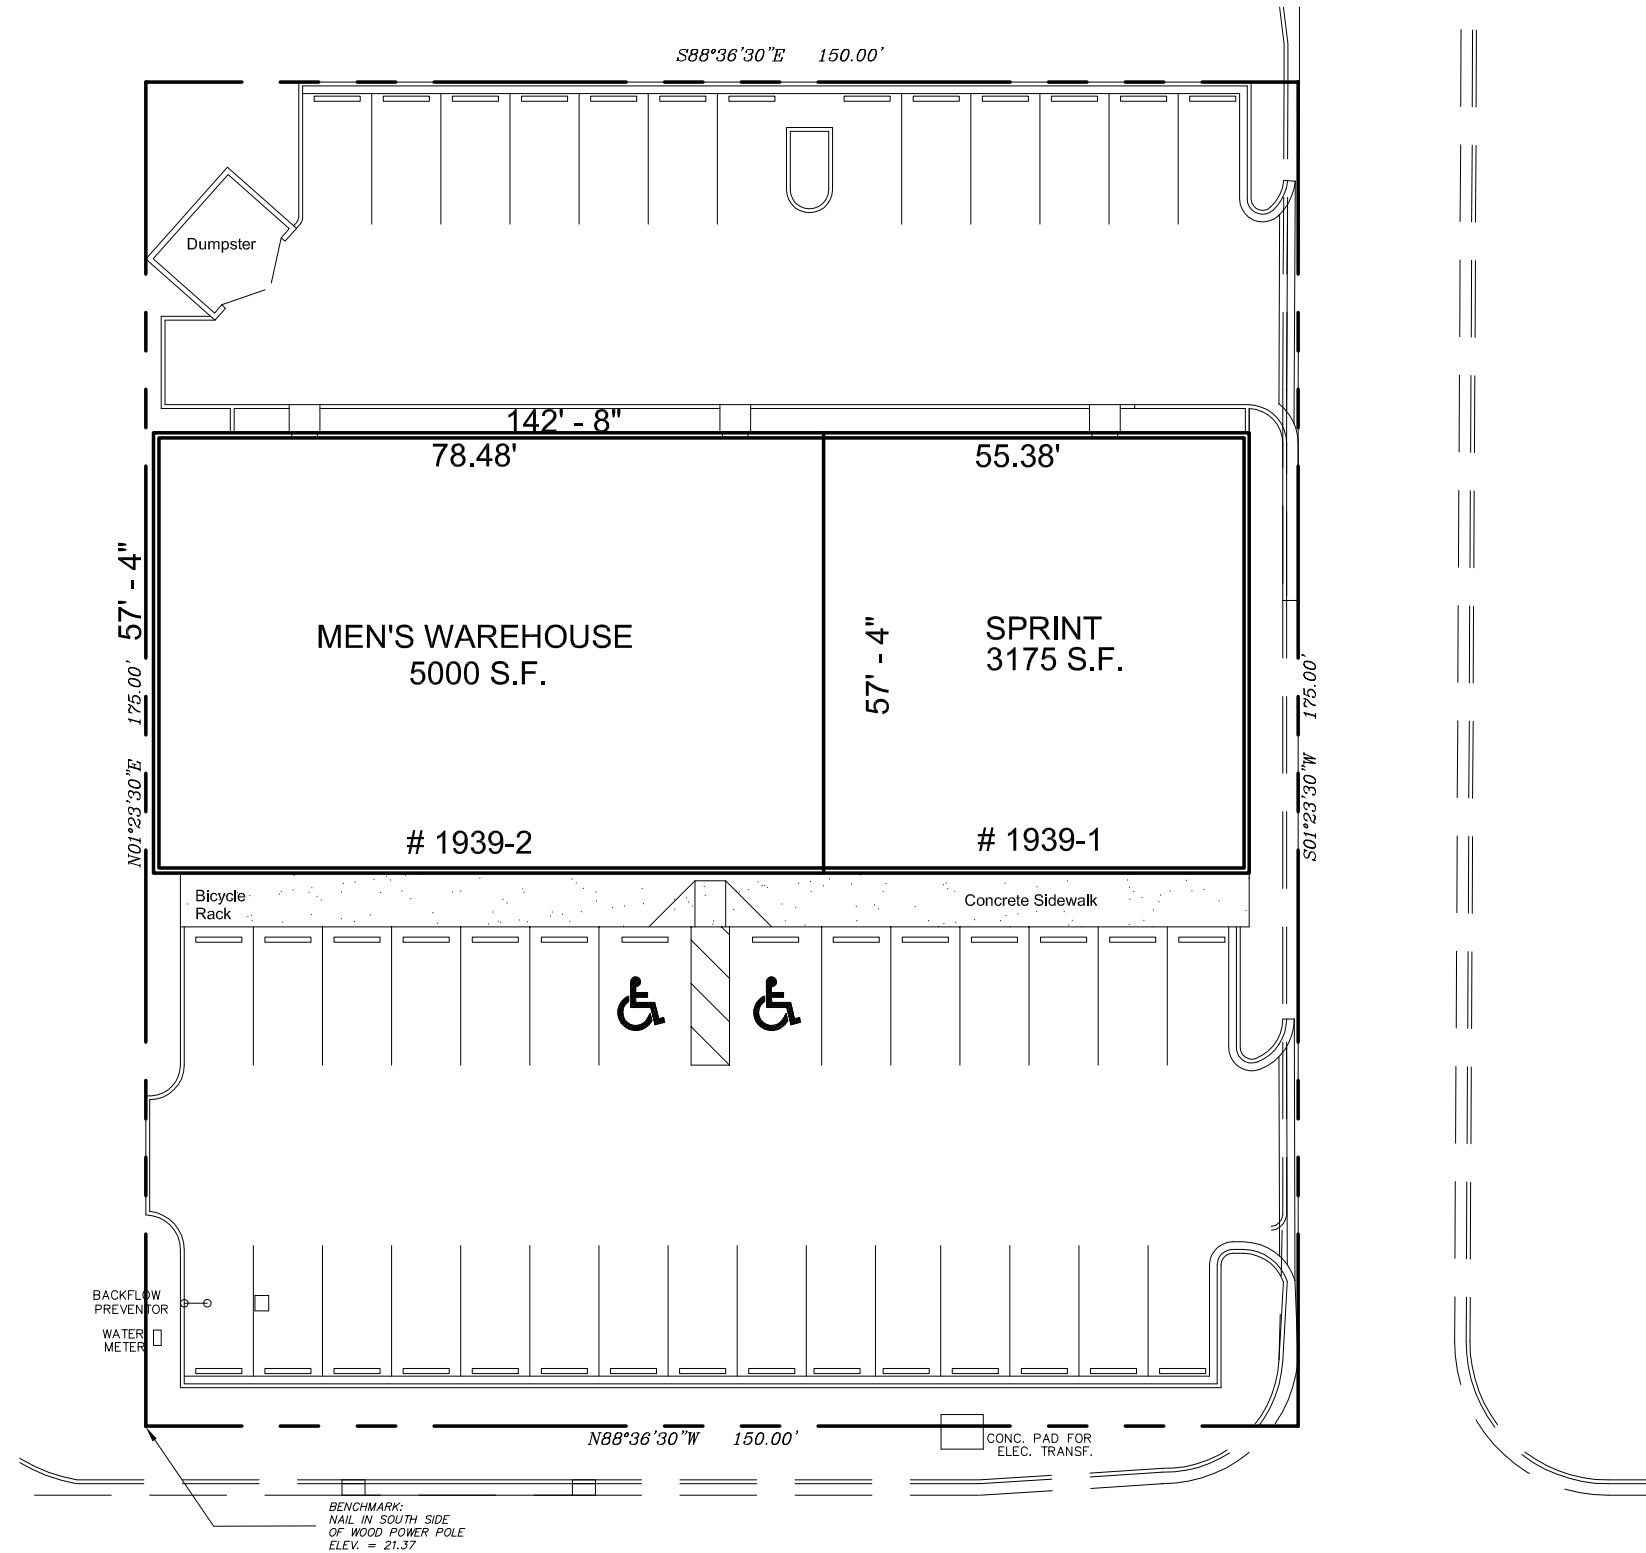 S88°36'30"E 150.00'
Dumpster
142' - 8"
78.48'
55.38'
57' - 4"
MEN'S WAREHOUSE
5000 S.F.
57' - 4"
SPRINT
3175 S.F.
N01°23'30"E 175.00'
S01°23'30"W 175.00'
# 1939-2
# 1939-1
Bicycle
Rack
Concrete Sidewalk
BACKFLOW
PREVENTOR
WATER
METER
N88°36'30"W 150.00'
CONC. PAD FOR
ELEC. TRANSF.
BENCHMARK:
NAIL IN SOUTH SIDE
OF WOOD POWER POLE
ELEV. = 21.37